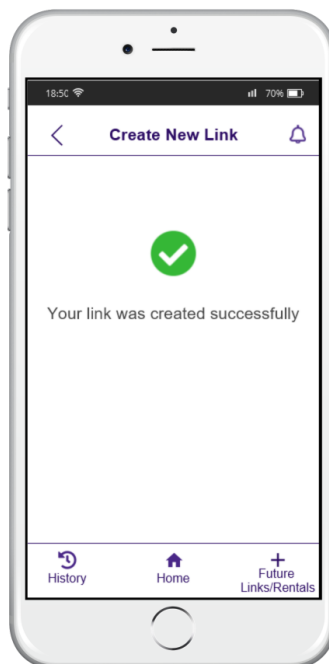 18:50 70%
Create New Link
Your link was created successfully
History
Home
Future
Links/Rentals